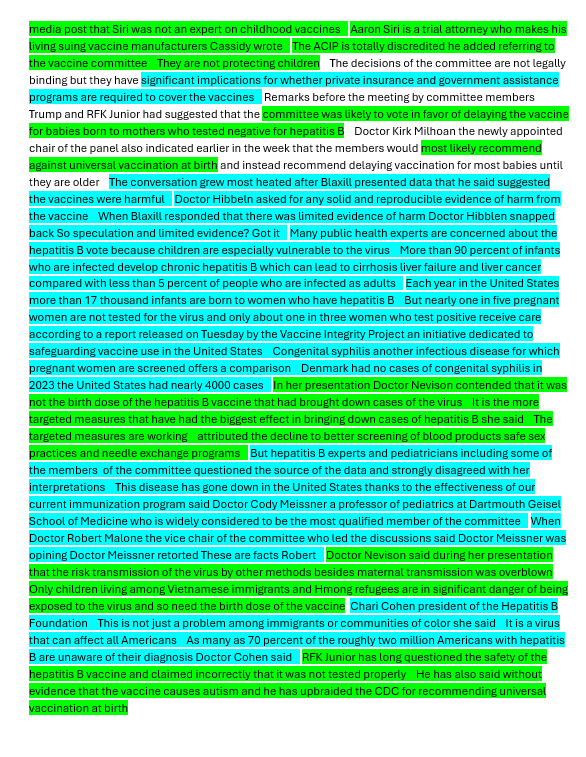 media post that Siri was not an expert on childhood vaccines   Aaron Siri is a trial attorney who makes his
living suing vaccine manufacturers Cassidy wrote   The ACIP is totally discredited he added referring to
the vaccine committee   They are not protecting children   The decisions of the committee are not legally
binding but they have significant implications for whether private insurance and government assistance
programs are required to cover the vaccines   Remarks before the meeting by committee members
Trump and RFK Junior had suggested that the committee was likely to vote in favor of delaying the vaccine
for babies born to mothers who tested negative for hepatitis B   Doctor Kirk Milhoan the newly appointed
chair of the panel also indicated earlier in the week that the members would most likely recommend
against universal vaccination at birth and instead recommend delaying vaccination for most babies until
they are older   The conversation grew most heated after Blaxill presented data that he said suggested
the vaccines were harmful   Doctor Hibbeln asked for any solid and reproducible evidence of harm from
the vaccine   When Blaxill responded that there was limited evidence of harm Doctor Hibblen snapped
back So speculation and limited evidence? Got it   Many public health experts are concerned about the
hepatitis B vote because children are especially vulnerable to the virus   More than 90 percent of infants
who are infected develop chronic hepatitis B which can lead to cirrhosis liver failure and liver cancer
compared with less than 5 percent of people who are infected as adults   Each year in the United States
more than 17 thousand infants are born to women who have hepatitis B   But nearly one in five pregnant
women are not tested for the virus and only about one in three women who test positive receive care
according to a report released on Tuesday by the Vaccine Integrity Project an initiative dedicated to
safeguarding vaccine use in the United States   Congenital syphilis another infectious disease for which
pregnant women are screened offers a comparison   Denmark had no cases of congenital syphilis in
2023 the United States had nearly 4000 cases   In her presentation Doctor Nevison contended that it was
not the birth dose of the hepatitis B vaccine that had brought down cases of the virus   It is the more
targeted measures that have had the biggest effect in bringing down cases of hepatitis B she said   The
targeted measures are working   attributed the decline to better screening of blood products safe sex
practices and needle exchange programs   But hepatitis B experts and pediatricians including some of
the members  of the committee questioned the source of the data and strongly disagreed with her
interpretations   This disease has gone down in the United States thanks to the effectiveness of our
current immunization program said Doctor Cody Meissner a professor of pediatrics at Dartmouth Geisel
School of Medicine who is widely considered to be the most qualified member of the committee   When
Doctor Robert Malone the vice chair of the committee who led the discussions said Doctor Meissner was
opining Doctor Meissner retorted These are facts Robert   Doctor Nevison said during her presentation
that the risk transmission of the virus by other methods besides maternal transmission was overblown
Only children living among Vietnamese immigrants and Hmong refugees are in significant danger of being
exposed to the virus and so need the birth dose of the vaccine   Chari Cohen president of the Hepatitis B
Foundation   This is not just a problem among immigrants or communities of color she said   It is a virus
that can affect all Americans   As many as 70 percent of the roughly two million Americans with hepatitis
B are unaware of their diagnosis Doctor Cohen said   RFK Junior has long questioned the safety of the
hepatitis B vaccine and claimed incorrectly that it was not tested properly   He has also said without
evidence that the vaccine causes autism and he has upbraided the CDC for recommending universal
vaccination at birth